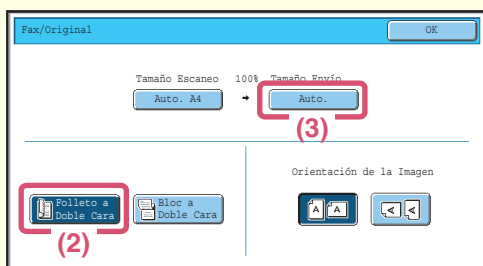 Fax/Original OK
Tamaño Escaneo 100% Tamaño Envío
Auto. A4 → Auto.
(3)
Orientación de la Imagen
Folleto a
Doble Cara
Bloc a
Doble Cara
A A A A
(2)